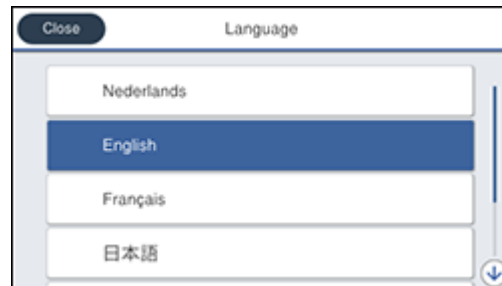 Close
Language
Nederlands
English
Français
日本語